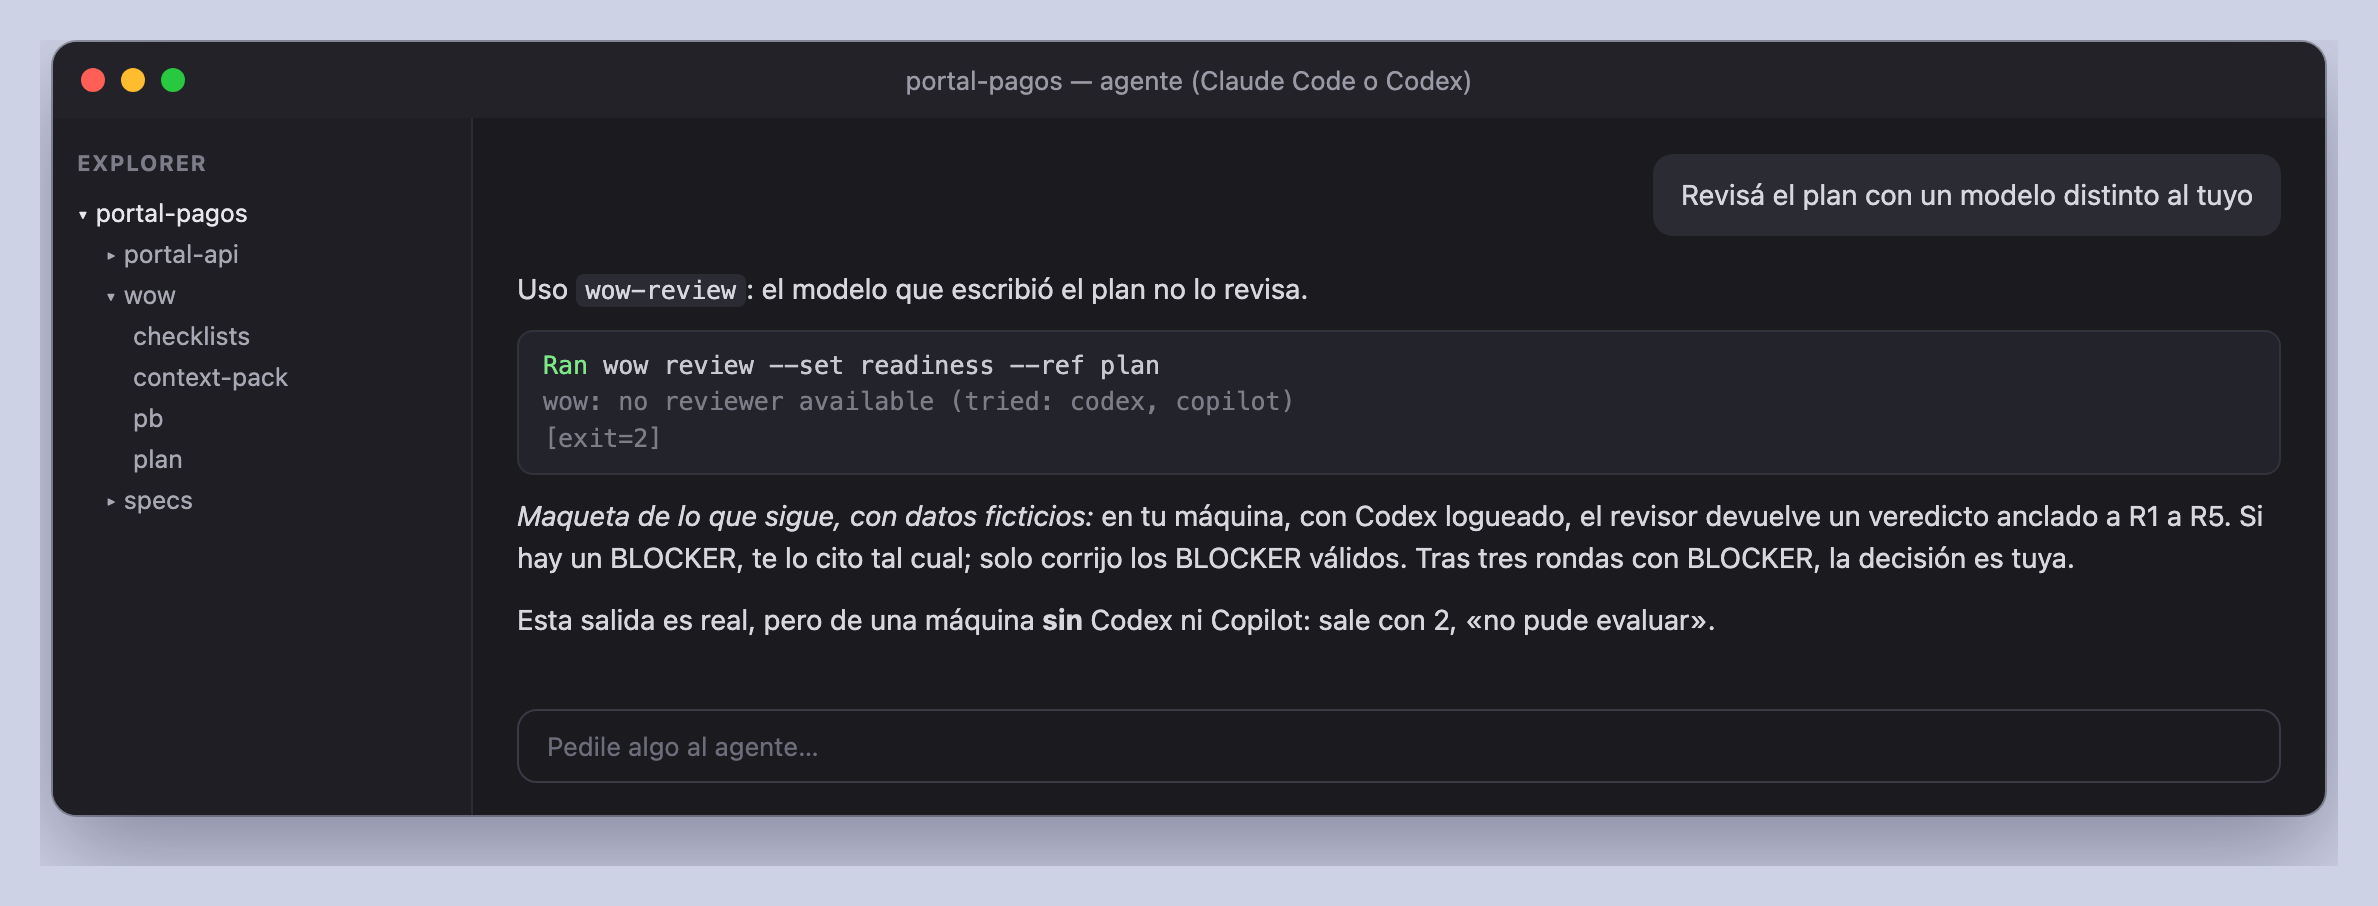 portal-pagos — agente (Claude Code o Codex)
EXPLORER
▾ portal-pagos
▸ portal-api
▾ wow
checklists
context-pack
pb
plan
▸ specs
Revisá el plan con un modelo distinto al tuyo
Uso wow-review: el modelo que escribió el plan no lo revisa.
Ran wow review --set readiness --ref plan
wow: no reviewer available (tried: codex, copilot)
[exit=2]
Maqueta de lo que sigue, con datos ficticios: en tu máquina, con Codex logueado, el revisor devuelve un veredicto anclado a R1 a R5. Si
hay un BLOCKER, te lo cito tal cual; solo corrijo los BLOCKER válidos. Tras tres rondas con BLOCKER, la decisión es tuya.
Esta salida es real, pero de una máquina sin Codex ni Copilot: sale con 2, «no pude evaluar».
Pedile algo al agente...